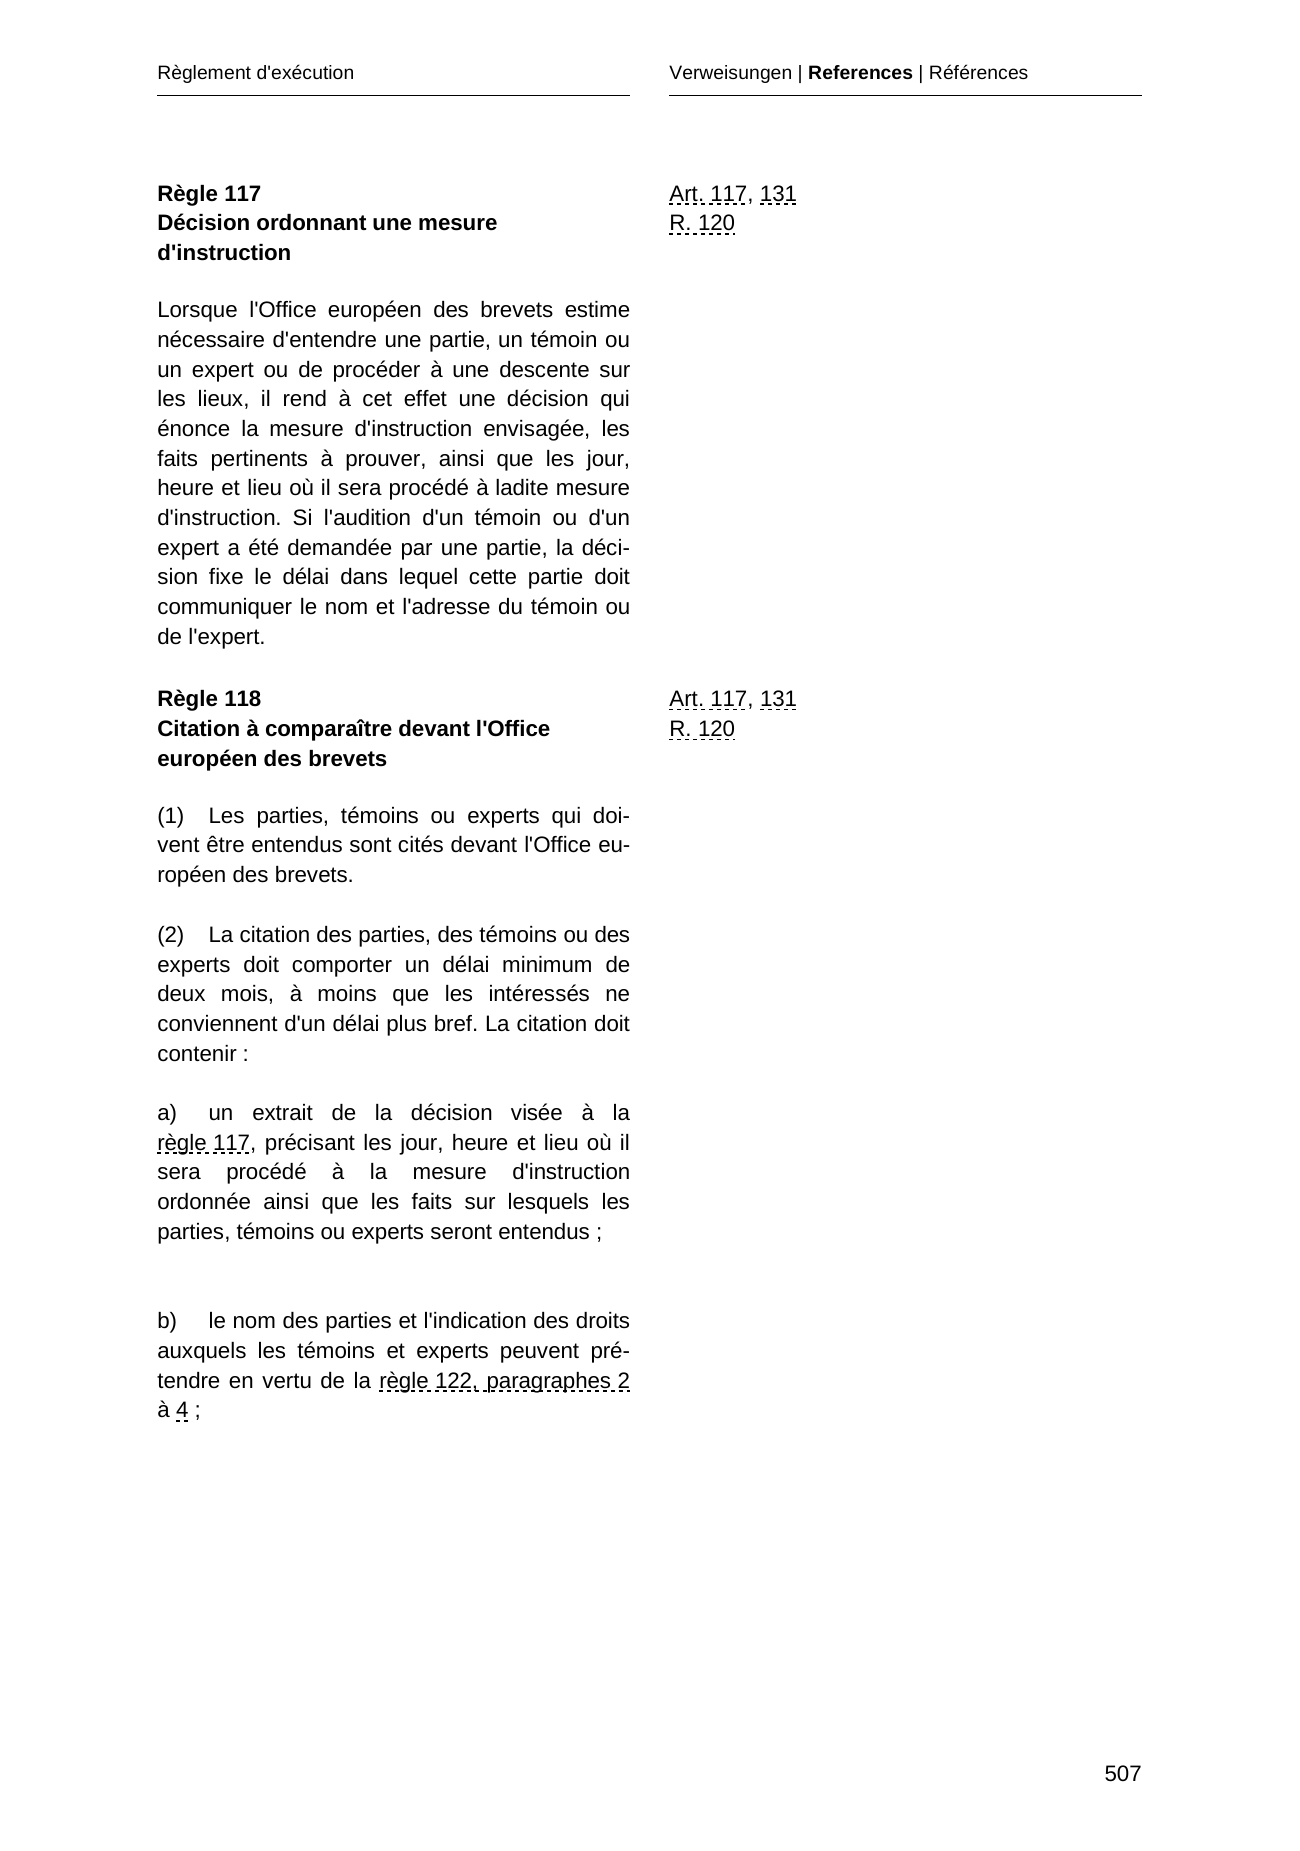 Règlement d'exécution
Verweisungen | References | Références
Règle 117
Décision ordonnant une mesure
d'instruction
Art. 117, 131
R. 120
Lorsque l'Office européen des brevets estime
nécessaire d'entendre une partie, un témoin ou
un expert ou de procéder à une descente sur
les lieux, il rend à cet effet une décision qui
énonce la mesure d'instruction envisagée, les
faits pertinents à prouver, ainsi que les jour,
heure et lieu où il sera procédé à ladite mesure
d'instruction. Si l'audition d'un témoin ou d'un
expert a été demandée par une partie, la déci-
sion fixe le délai dans lequel cette partie doit
communiquer le nom et l'adresse du témoin ou
de l'expert.
Règle 118
Citation à comparaître devant l'Office
européen des brevets
Art. 117, 131
R. 120
(1) Les parties, témoins ou experts qui doi-
vent être entendus sont cités devant l'Office eu-
ropéen des brevets.
(2) La citation des parties, des témoins ou des
experts doit comporter un délai minimum de
deux mois, à moins que les intéressés ne
conviennent d'un délai plus bref. La citation doit
contenir :
a) un extrait de la décision visée à la
règle 117, précisant les jour, heure et lieu où il
sera procédé à la mesure d'instruction
ordonnée ainsi que les faits sur lesquels les
parties, témoins ou experts seront entendus ;
b) le nom des parties et l'indication des droits
auxquels les témoins et experts peuvent pré-
tendre en vertu de la règle 122, paragraphes 2
à 4 ;
507